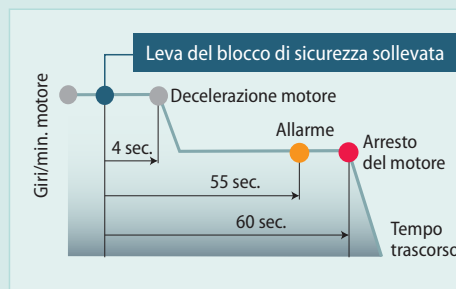 Leva del blocco di sicurezza sollevata
Giri/min. motore
Decelerazione motore
4 sec.
Allarme
Arresto
del motore
55 sec.
60 sec.
Tempo
trascorso